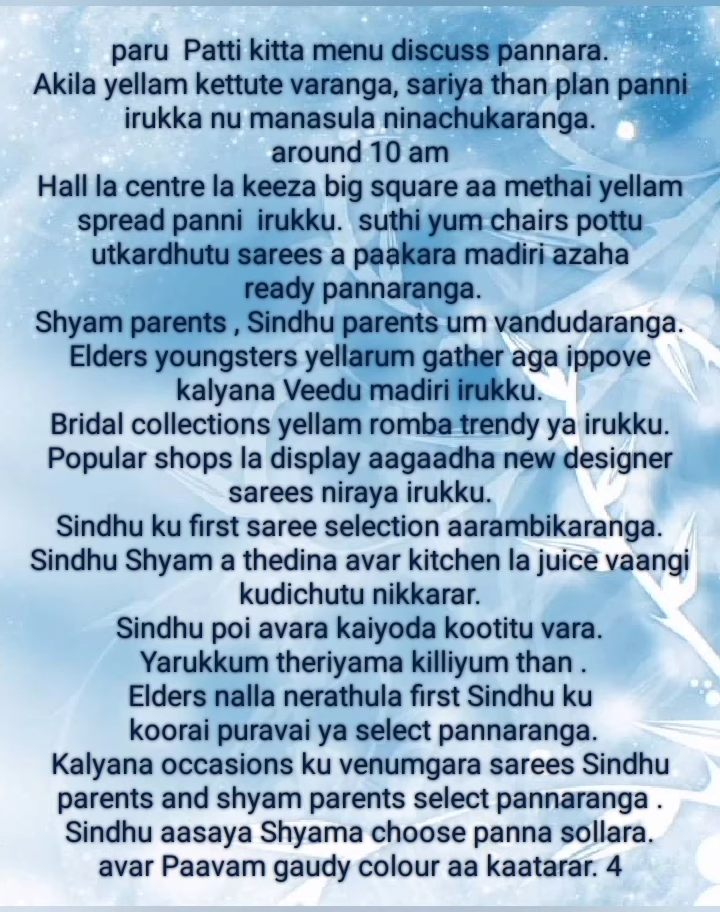 paru Patti kitta menu discuss pannara.
Akila yellam kettute varanga, sariya than plan panni
irukka nu manasula ninachukaranga.
around 10 am
Hall la centre la keeza big square aa methai yellam
spread panni irukku. suthi yum chairs pottu
utkardhutu sarees a paakara madiri azaha
ready pannaranga.
Shyam parents , Sindhu parents um vandudaranga.
Elders youngsters yellarum gather aga ippove
kalyana Veedu madiri irukku.
Bridal collections yellam romba trendy ya irukku.
Popular shops la display aagaadha new designer
sarees niraya irukku.
Sindhu ku first saree selection aarambikaranga.
Sindhu Shyam a thedina avar kitchen la juice vaangi
kudichutu nikkarar.
Sindhu poi avara kaiyoda kootitu vara.
Yarukkum theriyama killiyum than .
Elders nalla nerathula first Sindhu ku
koorai puravai ya select pannaranga.
Kalyana occasions ku venumgara sarees Sindhu
parents and shyam parents select pannaranga .
Sindhu aasaya Shyama choose panna sollara.
avar Paavam gaudy colour aa kaatarar. 4